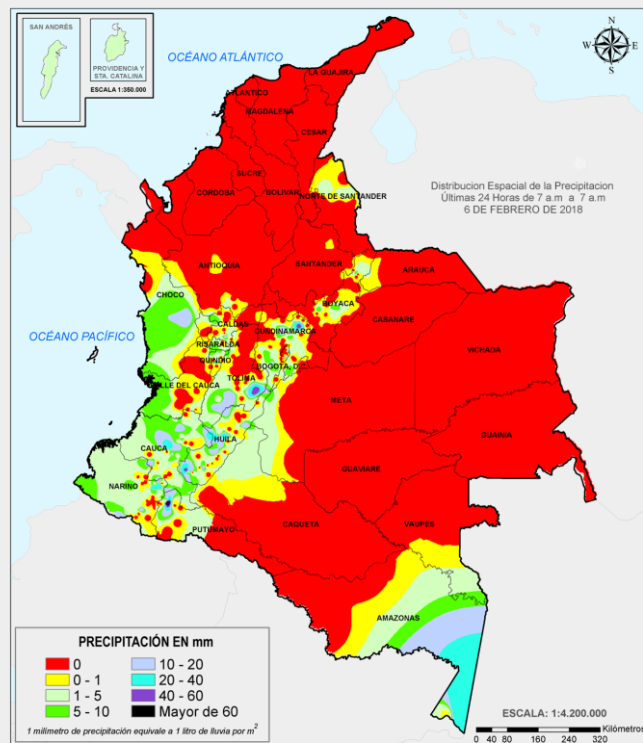 SAN ANDRÉS
PROVIDENCIA Y
STA. CATALINA
ESCALA 1:350.000
OCÉANO ATLÁNTICO
N
W E
S
LA GUAJIRA
ATLANTICO
MAGDALENA
CESAR
SUCRE
CORDOBA
BOLIVAR
NORTE DE SANTANDER
Distribucion Espacial de la Precipitacion
Últimas 24 Horas de 7 a.m a 7 a.m
6 DE FEBRERO DE 2018
ANTIOQUIA
SANTANDER
ARAUCA
CHOCO
BOYACA
CALDAS
CUNDINAMARCA
CASANARE
OCÉANO PACÍFICO
RISARALDA
VICHADA
QUINDIO
BOGOTA, D.C.
TOLIMA
VALLE DEL CAUCA
META
GUAINIA
HUILA
CAUCA
GUAVIARE
NARIÑO
CAQUETA
VAUPES
PUTUMAYO
AMAZONAS
PRECIPITACIÓN EN mm
0 10 - 20
0 - 1 20 - 40
1 - 5 40 - 60
5 - 10 Mayor de 60
1 milimetro de precipitación equivale a 1 litro de lluvia por m²
ESCALA: 1:4.200.000
Kilómetros
0 40 80 160 240 320